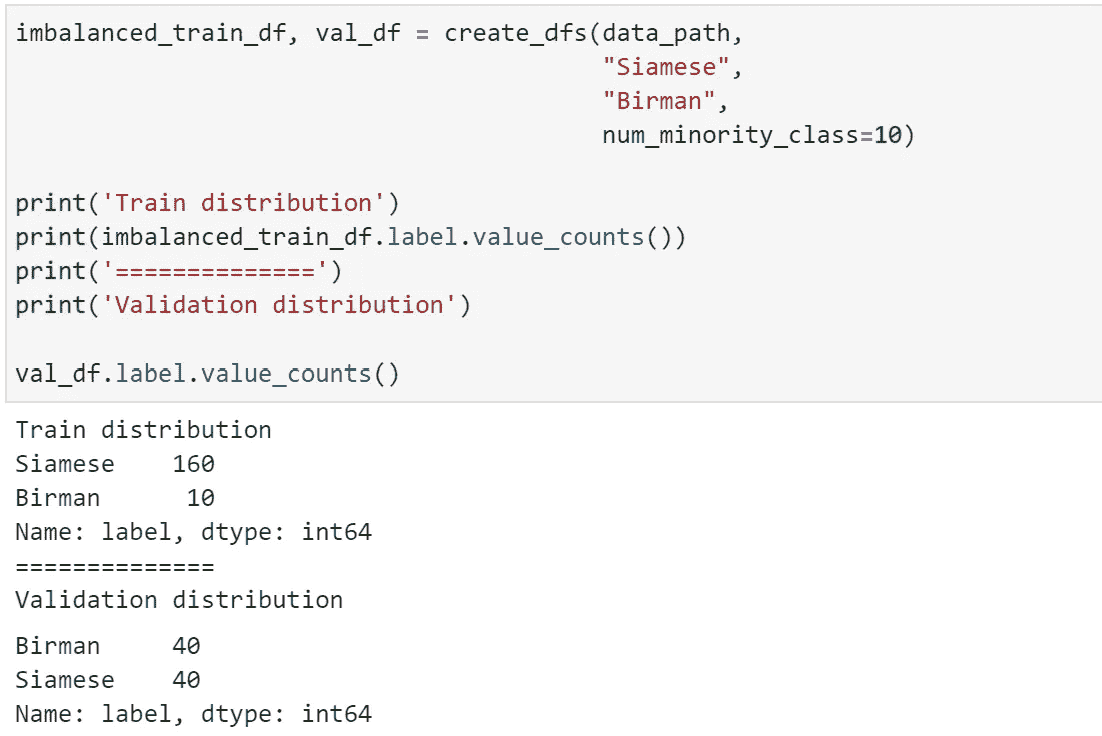 imbalanced_train_df, val_df = create_dfs(data_path,
"Siamese",
"Birman",
num_minority_class=10)
print('Train distribution')
print(imbalanced_train_df.label.value_counts())
print('==============')
print('Validation distribution')
val_df.label.value_counts()
Train distribution
Siamese    160
Birman      10
Name: label, dtype: int64
==============
Validation distribution
Birman     40
Siamese    40
Name: label, dtype: int64